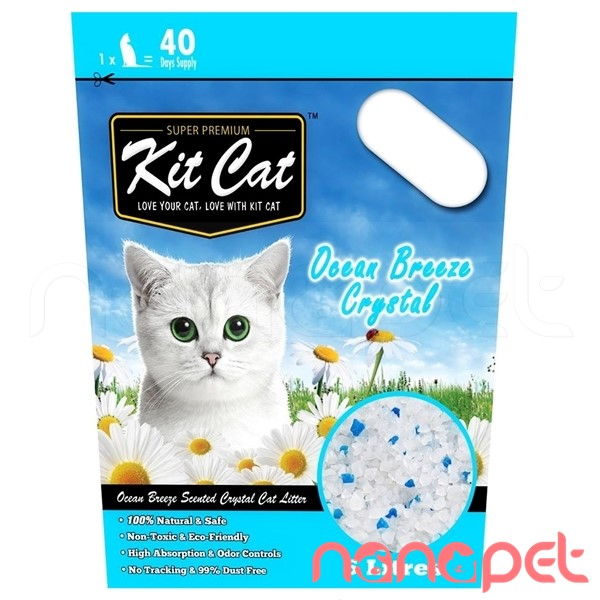 1 x = 40
Days Supply
SUPER PREMIUM
Kit Cat
TM
LOVE YOUR CAT, LOVE WITH KIT CAT
Ocean Breeze
Crystal
nanapet
Ocean Breeze Scented Crystal Cat Litter
• 100% Natural & Safe
• Non-Toxic & Eco-Friendly
• High Absorption & Odor Controls
• No Tracking & 99% Dust Free
nanapet